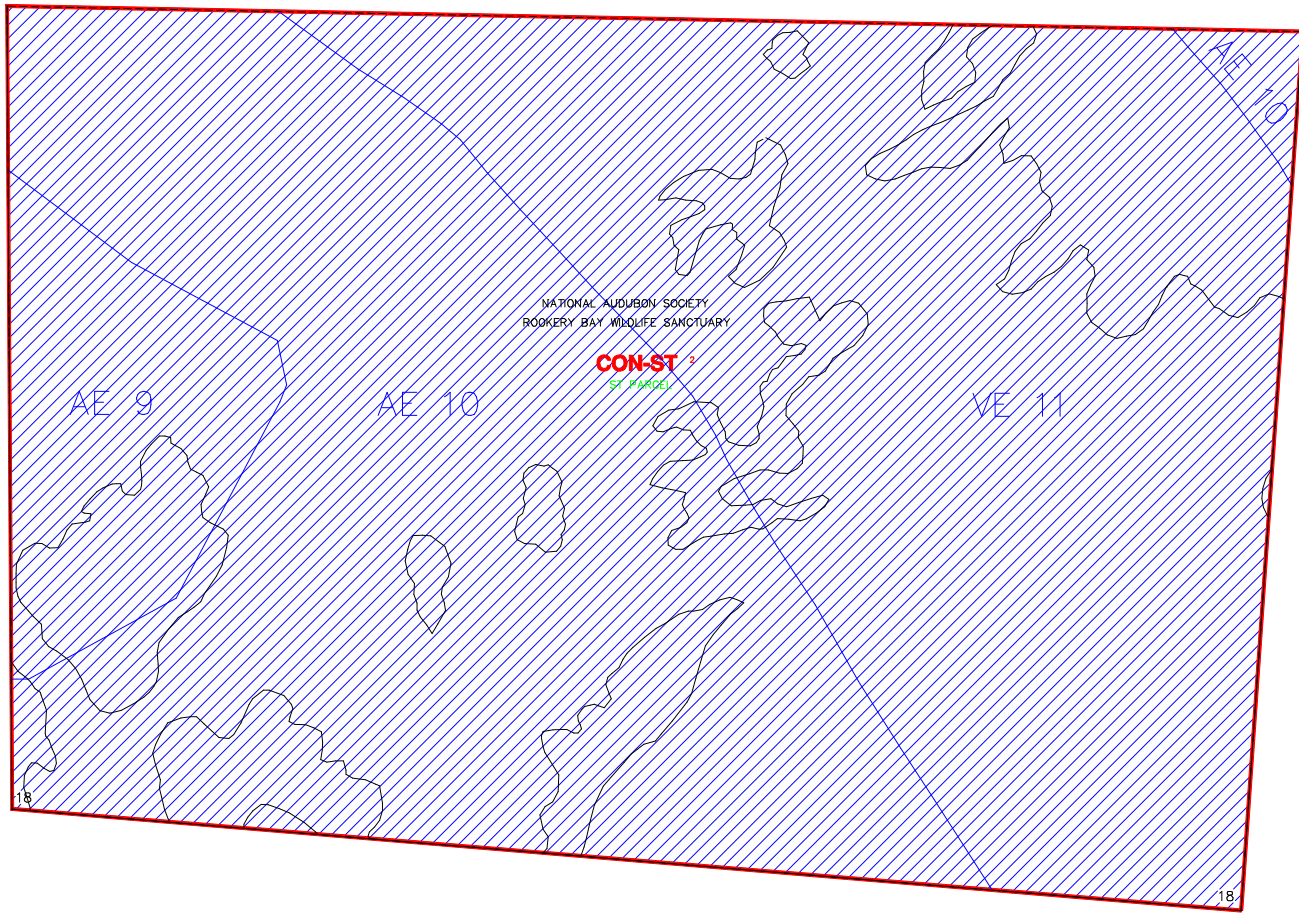 AE 10
NATIONAL AUDUBON SOCIETY
ROOKERY BAY WILDLIFE SANCTUARY
CON-ST 2
ST PARCEL
AE 9
AE 10
VE 11
18
18